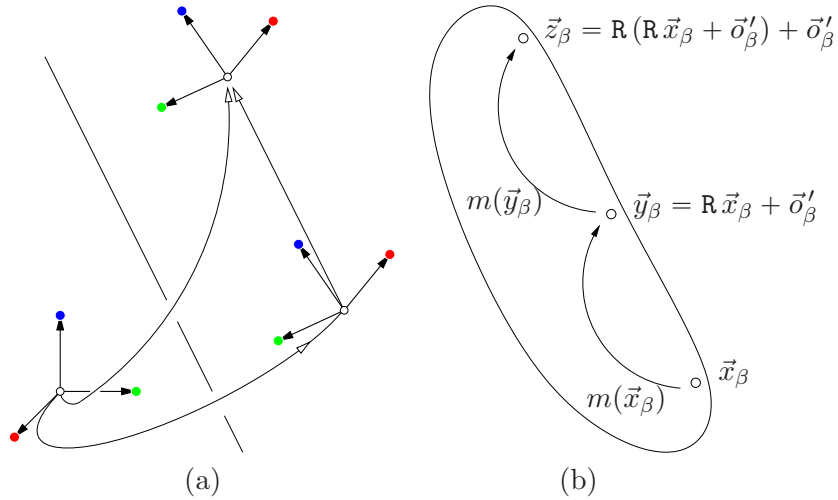 $\vec{z}_\beta = \mathtt{R}\,(\mathtt{R}\,\vec{x}_\beta + \vec{o}\,'_\beta) + \vec{o}\,'_\beta$
$m(\vec{y}_\beta)$
$\vec{y}_\beta = \mathtt{R}\,\vec{x}_\beta + \vec{o}\,'_\beta$
$\vec{x}_\beta$
$m(\vec{x}_\beta)$
(a)
(b)